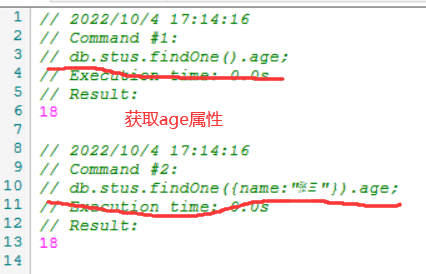 1 // 2022/10/4 17:14:16
2 // Command #1:
3 // db.stus.findOne().age;
4 // Execution time: 0.0s
5 // Result:
6 18
获取age属性
7
8 // 2022/10/4 17:14:16
9 // Command #2:
10 // db.stus.findOne({name:"张三"}).age;
11 // Execution time: 0.0s
12 // Result:
13 18
14